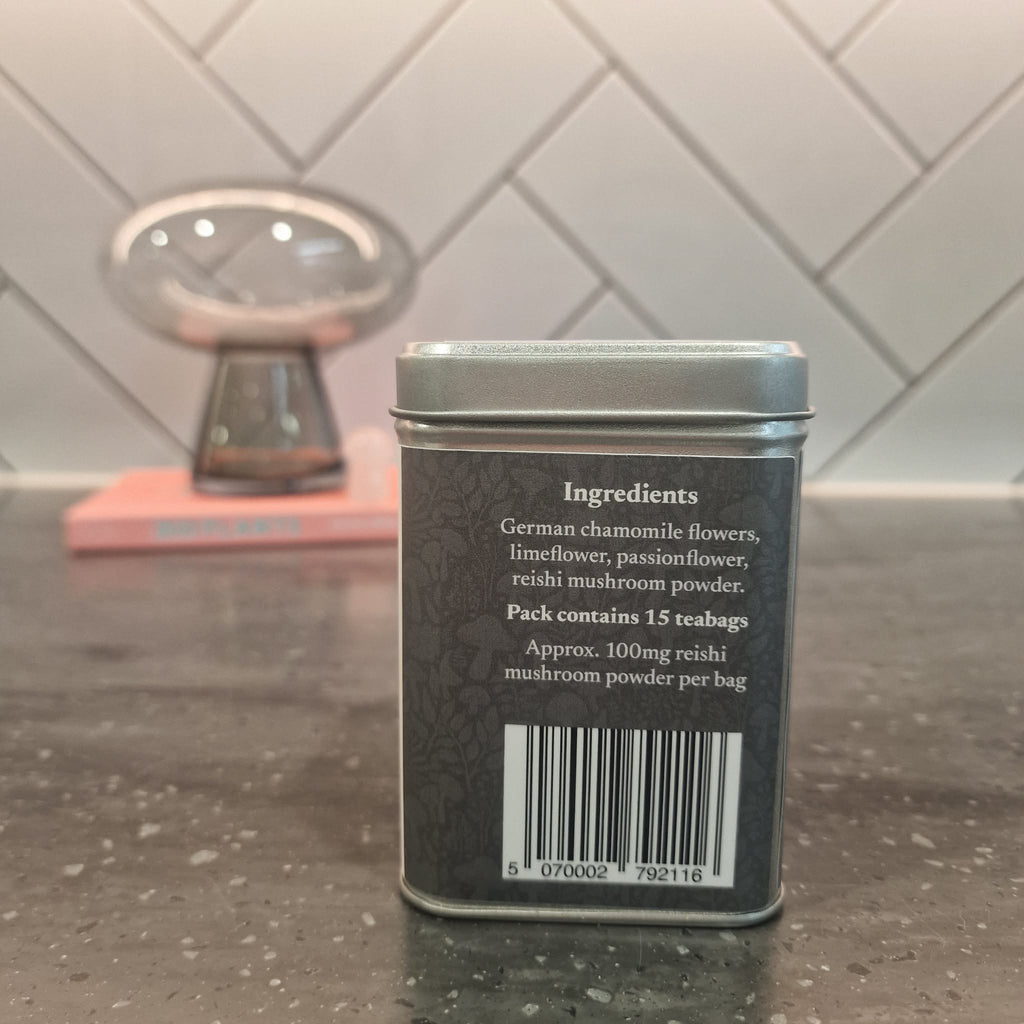 Ingredients
German chamomile flowers,
limeflower, passionflower,
reishi mushroom powder.
Pack contains 15 teabags
Approx. 100mg reishi
mushroom powder per bag
5 070002 792116